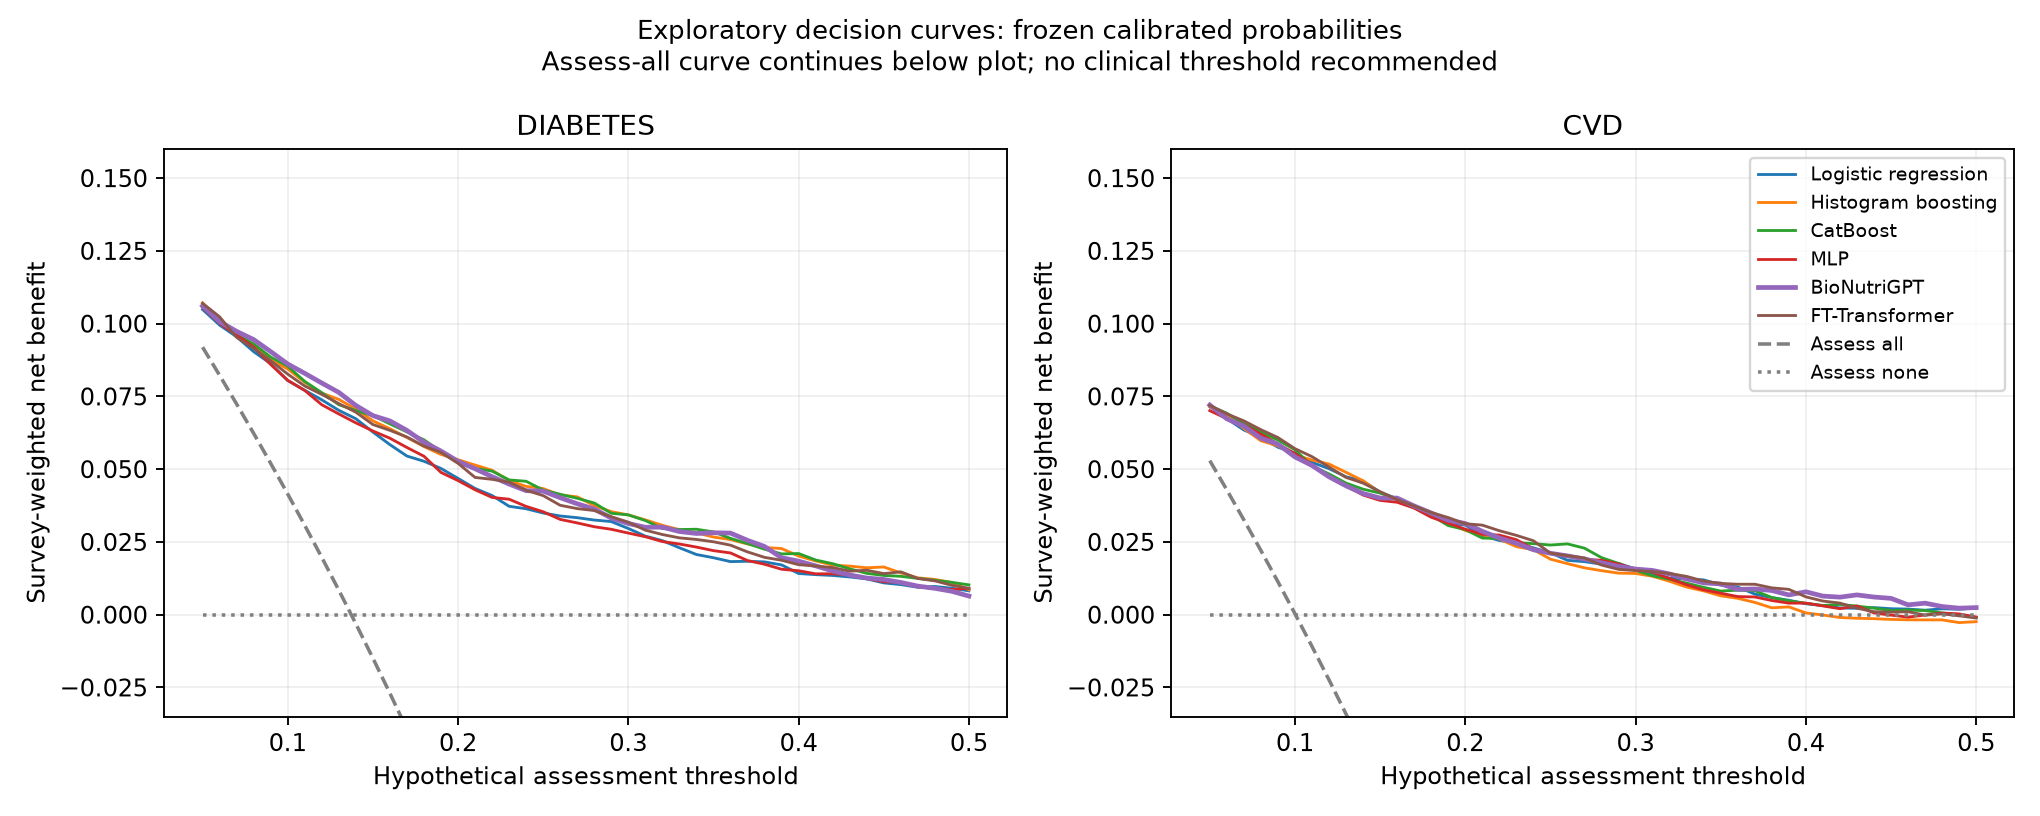 Exploratory decision curves: frozen calibrated probabilities
Assess-all curve continues below plot; no clinical threshold recommended
DIABETES
Survey-weighted net benefit
0.150
0.125
0.100
0.075
0.050
0.025
0.000
−0.025
0.1 0.2 0.3 0.4 0.5
Hypothetical assessment threshold
CVD
Survey-weighted net benefit
0.150
0.125
0.100
0.075
0.050
0.025
0.000
−0.025
Logistic regression
Histogram boosting
CatBoost
MLP
BioNutriGPT
FT-Transformer
Assess all
Assess none
0.1 0.2 0.3 0.4 0.5
Hypothetical assessment threshold